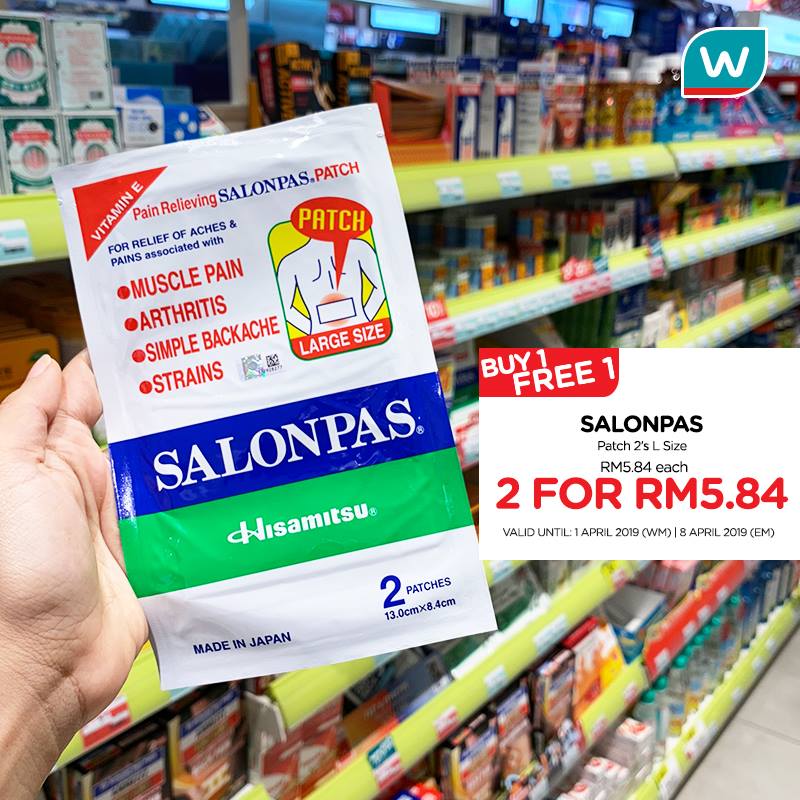 W
VITAMIN E
Pain Relieving SALONPAS® PATCH
FOR RELIEF OF ACHES &
PAINS associated with
•MUSCLE PAIN
•ARTHRITIS
•SIMPLE BACKACHE
•STRAINS
PATCH
LARGE SIZE
SALONPAS®
Hisamitsu®
2 PATCHES
13.0cm×8.4cm
MADE IN JAPAN
BUY 1
FREE 1
SALONPAS
Patch 2's L Size
RM5.84 each
2 FOR RM5.84
VALID UNTIL: 1 APRIL 2019 (WM) | 8 APRIL 2019 (EM)